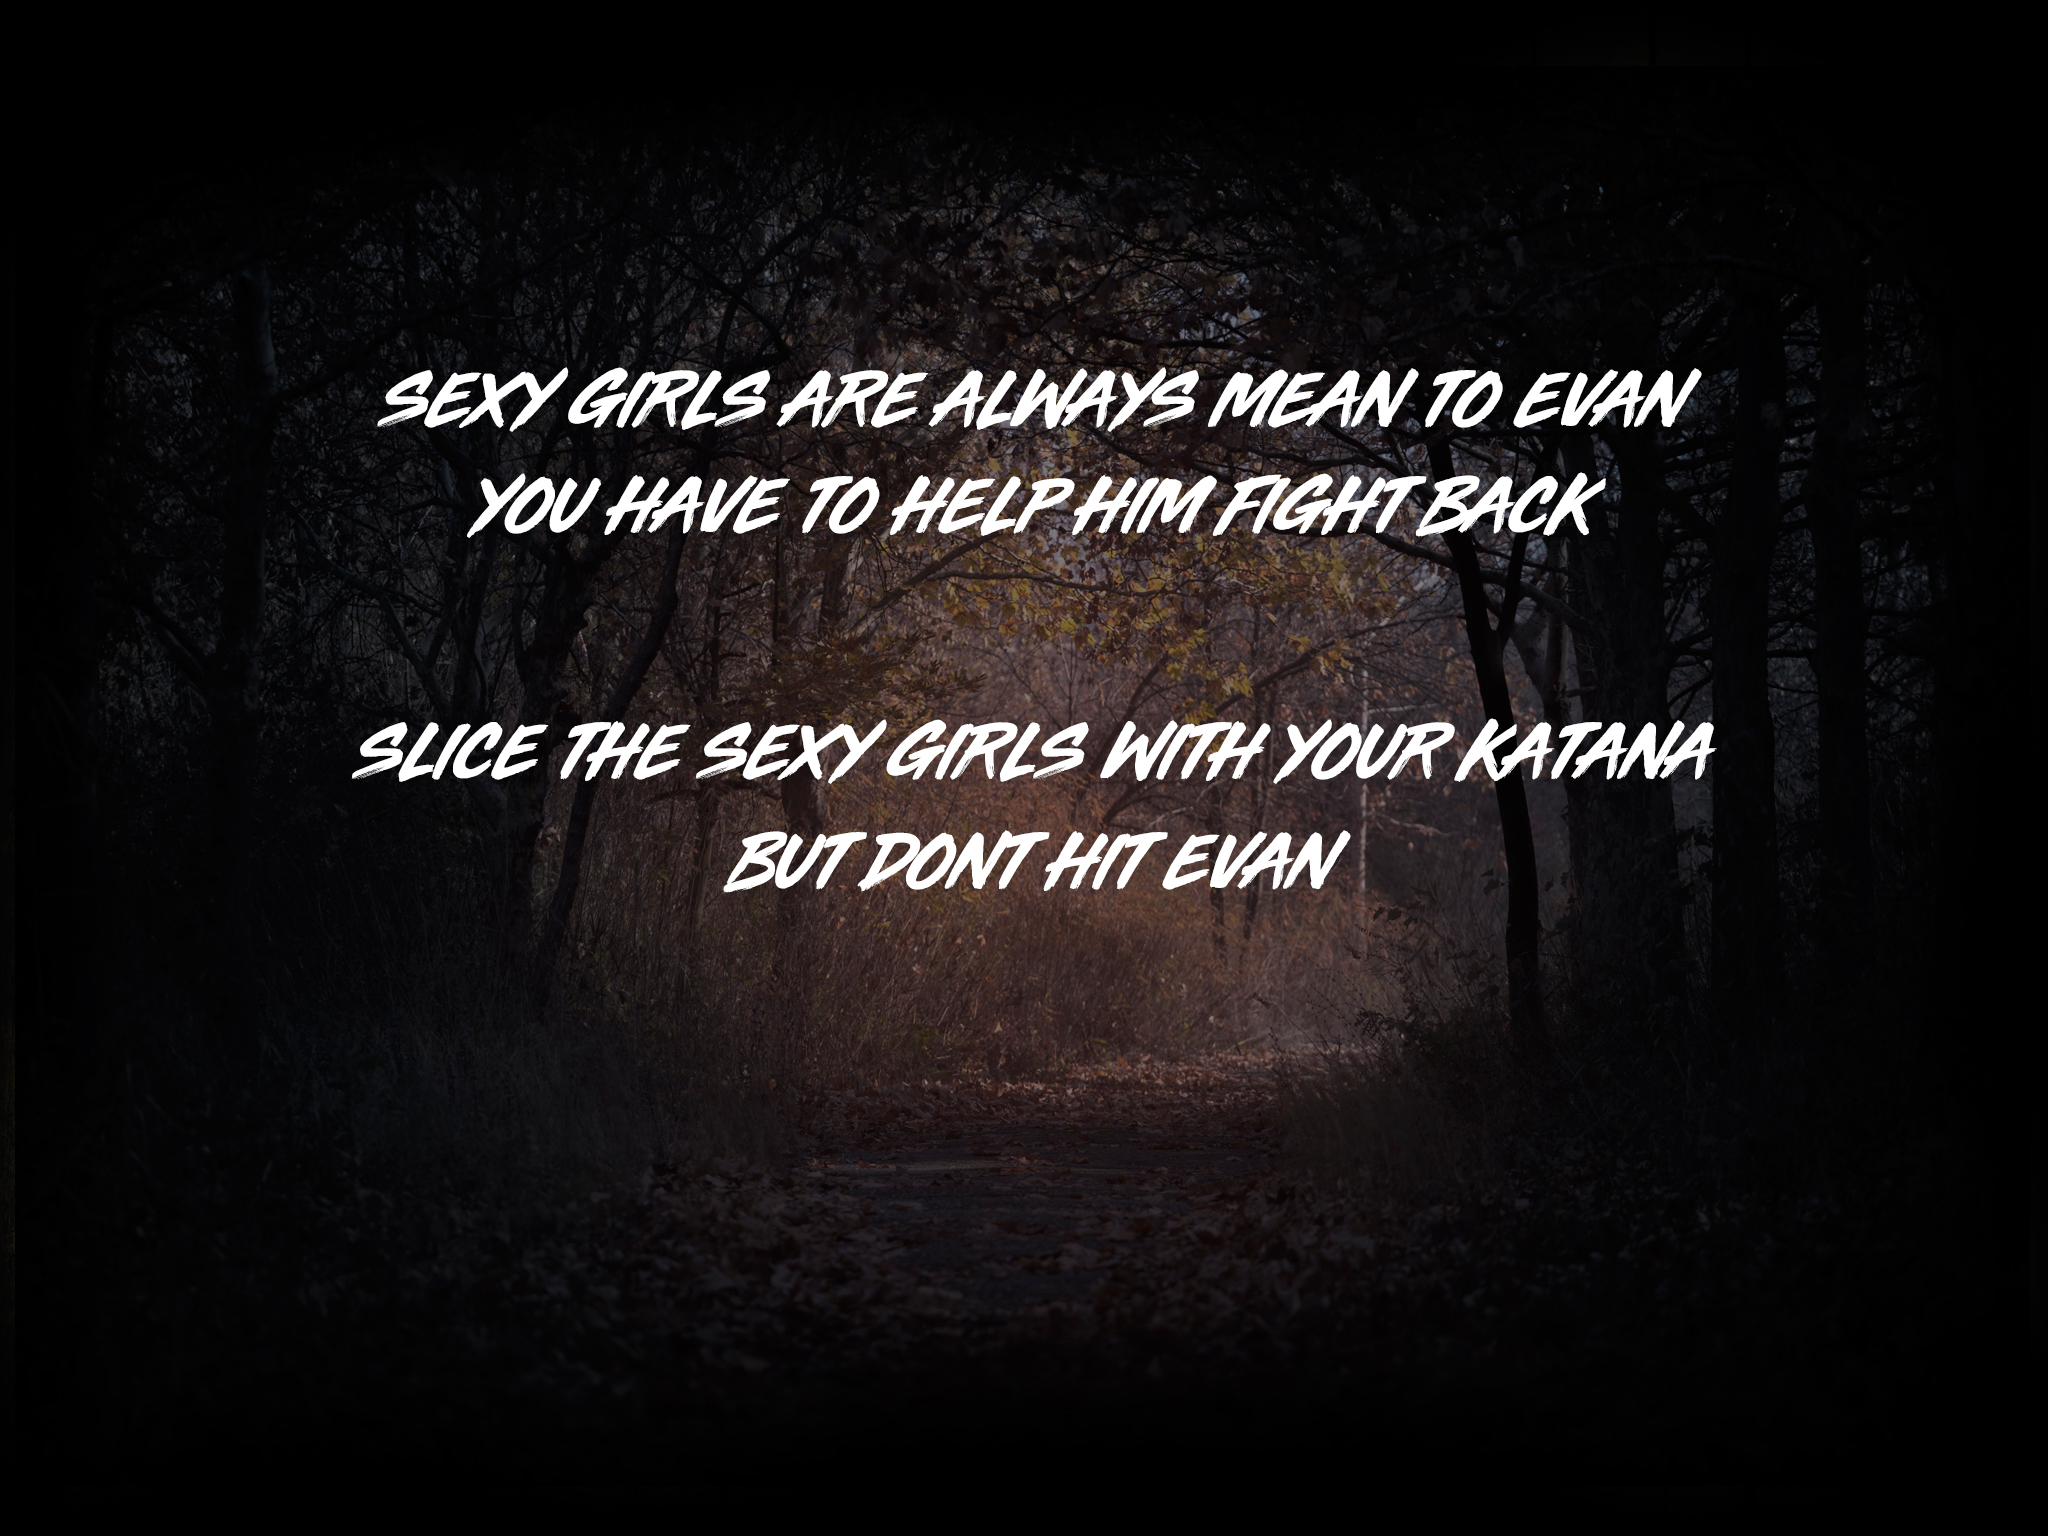 SEXY GIRLS ARE ALWAYS MEAN TO EVAN
YOU HAVE TO HELP HIM FIGHT BACK
SLICE THE SEXY GIRLS WITH YOUR KATANA
BUT DONT HIT EVAN